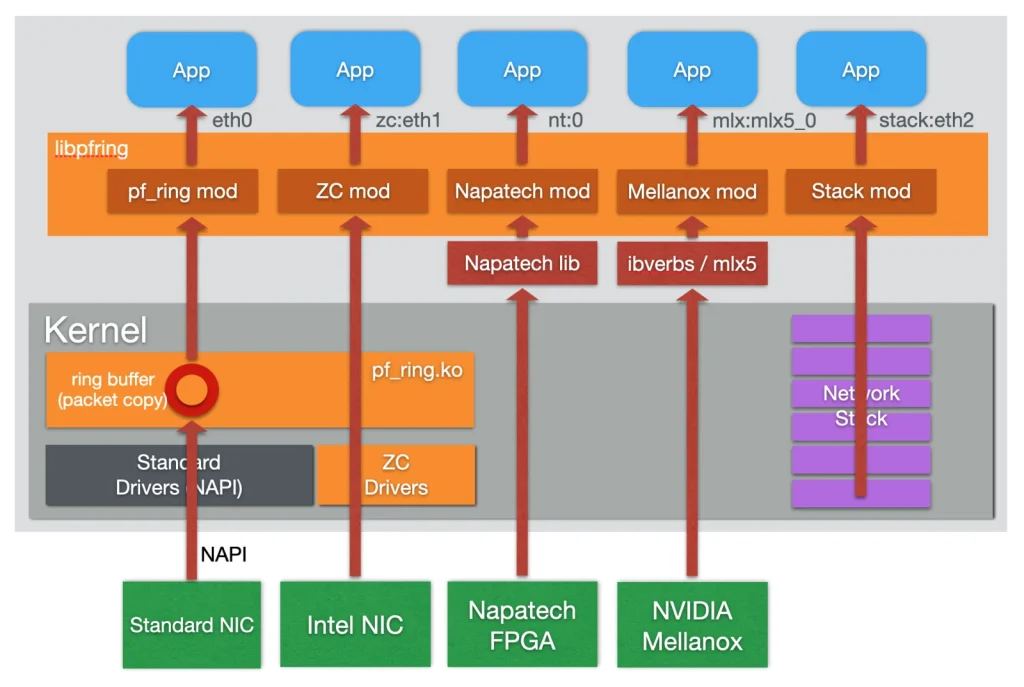 App App App App App
eth0 zc:eth1 nt:0 mlx:mlx5_0 stack:eth2
libpfring
pf_ring mod ZC mod Napatech mod Mellanox mod Stack mod
Napatech lib ibverbs / mlx5
Kernel
ring buffer
(packet copy)
pf_ring.ko
Network
Stack
Standard
Drivers (NAPI)
ZC
Drivers
NAPI
Standard NIC
Intel NIC
Napatech
FPGA
NVIDIA
Mellanox